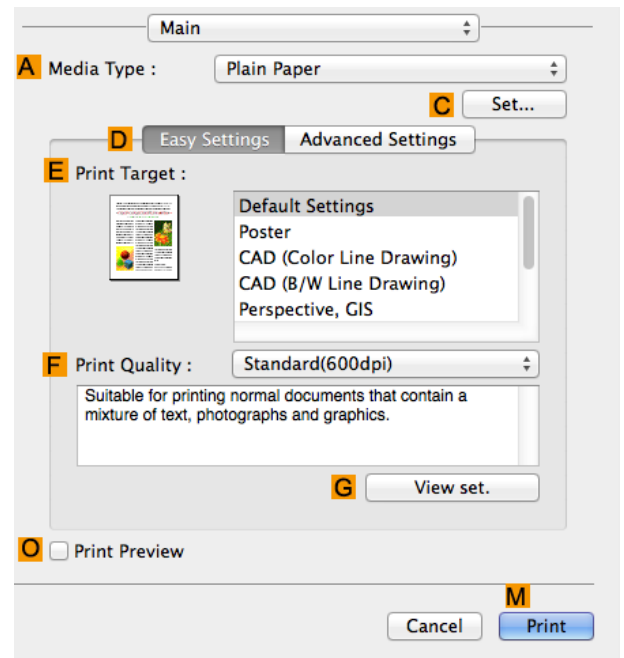 Main
A Media Type : Plain Paper
C Set...
D Easy Settings Advanced Settings
E Print Target :
Default Settings
Poster
CAD (Color Line Drawing)
CAD (B/W Line Drawing)
Perspective, GIS
F Print Quality : Standard(600dpi)
Suitable for printing normal documents that contain a
mixture of text, photographs and graphics.
G View set.
O Print Preview
M
Cancel Print